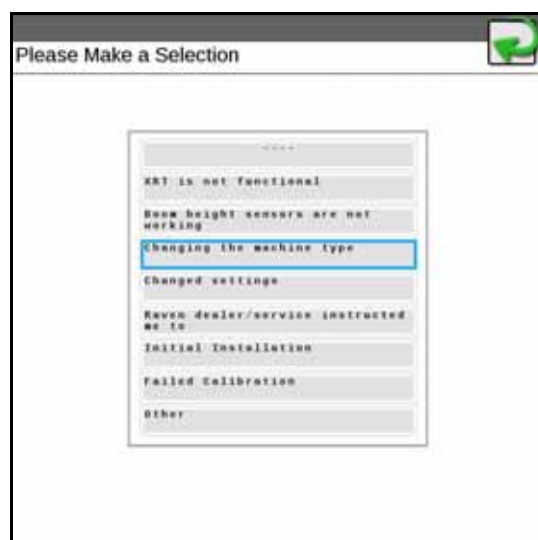 Please Make a Selection
----
XRT is not functional
Boom height sensors are not
working
Changing the machine type
Changed settings
Raven dealer/service instructed
me to
Initial Installation
Failed Calibration
Other